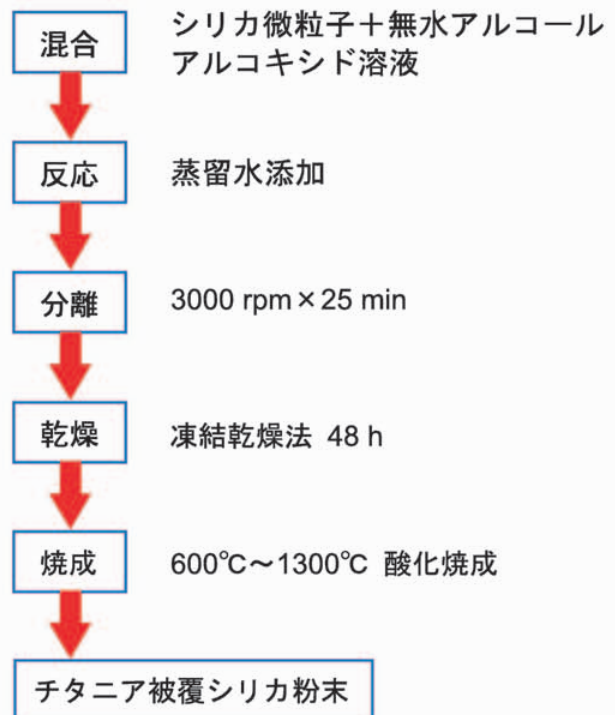 混合
シリカ微粒子＋無水アルコール
アルコキシド溶液
反応
蒸留水添加
分離
3000 rpm×25 min
乾燥
凍結乾燥法 48 h
焼成
600℃～1300℃ 酸化焼成
チタニア被覆シリカ粉末